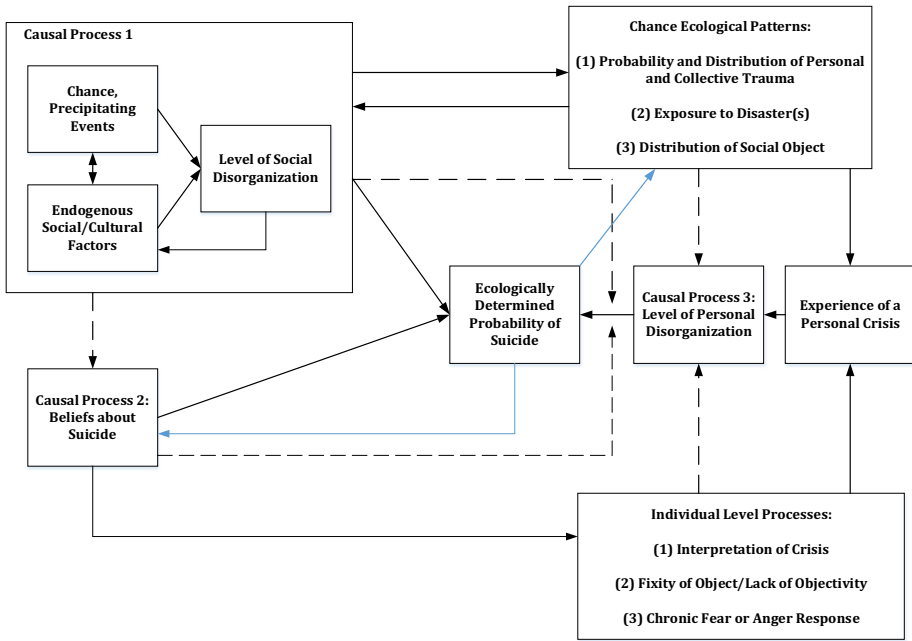 Causal Process 1
Chance,
Precipitating
Events
Endogenous
Social/Cultural
Factors
Level of Social
Disorganization
Chance Ecological Patterns:
(1) Probability and Distribution of Personal
and Collective Trauma
(2) Exposure to Disaster(s)
(3) Distribution of Social Object
Ecologically
Determined
Probability of
Suicide
Causal Process 3:
Level of Personal
Disorganization
Experience of a
Personal Crisis
Causal Process 2:
Beliefs about
Suicide
Individual Level Processes:
(1) Interpretation of Crisis
(2) Fixity of Object/Lack of Objectivity
(3) Chronic Fear or Anger Response